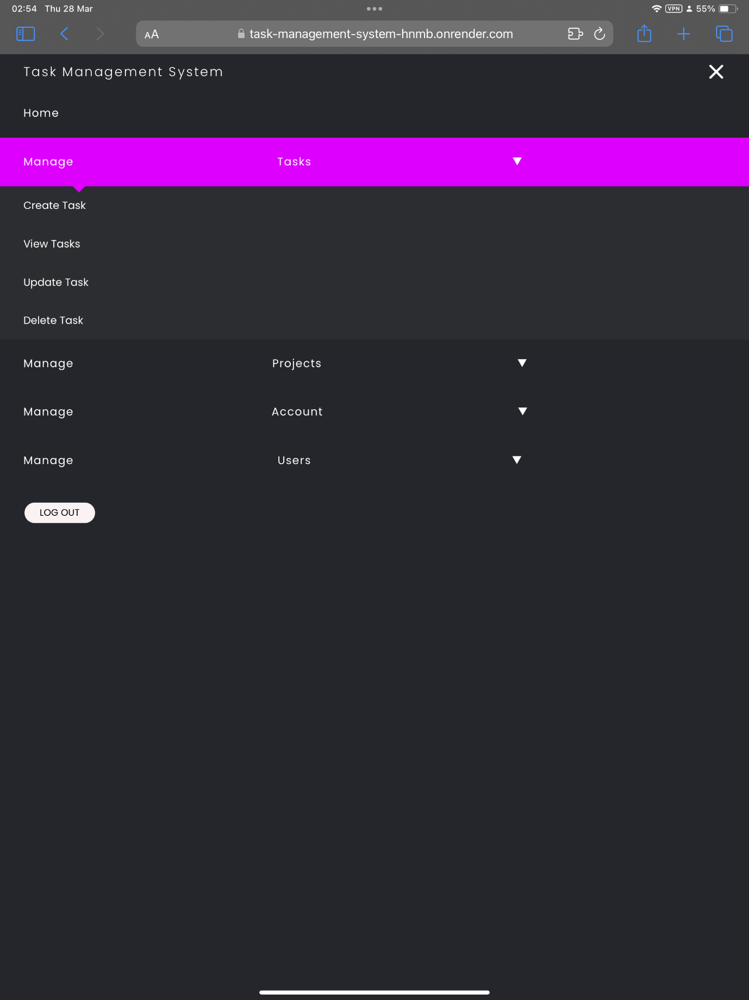 02:54 Thu 28 Mar VPN 55%
AA task-management-system-hnmb.onrender.com
Task Management System
Home
Manage Tasks ▼
Create Task
View Tasks
Update Task
Delete Task
Manage Projects ▼
Manage Account ▼
Manage Users ▼
LOG OUT